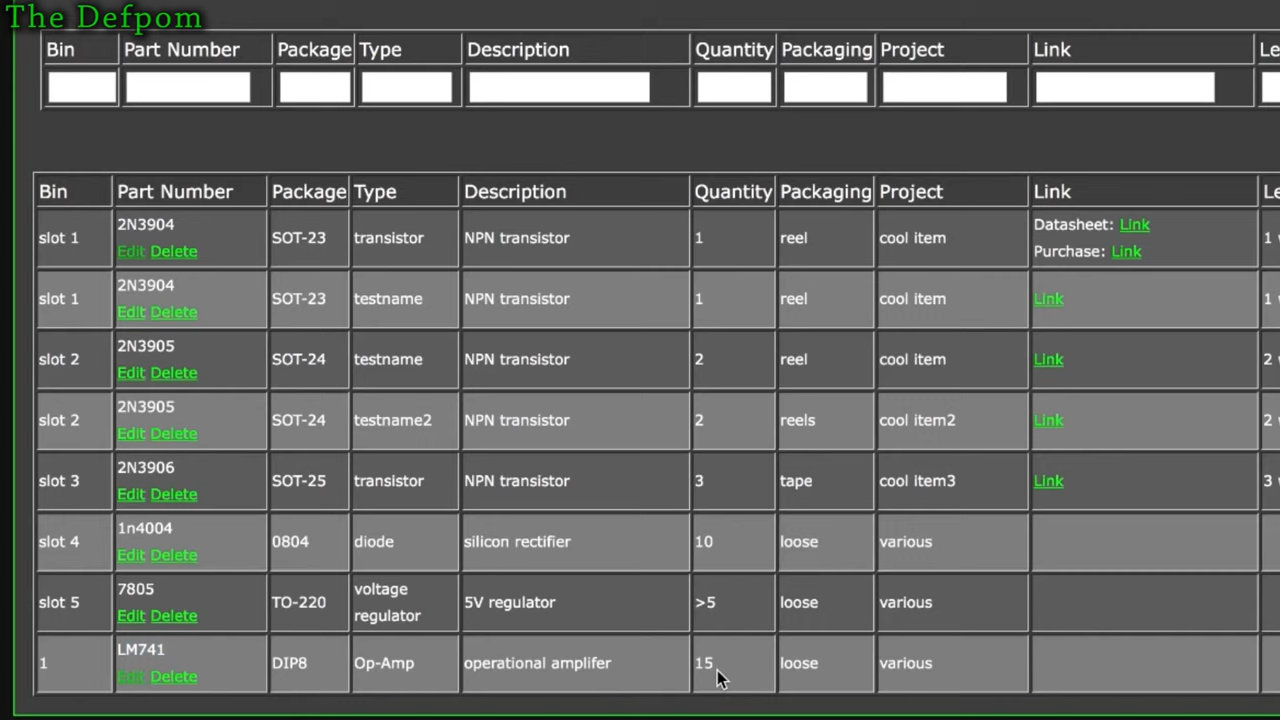 The Defpom
Bin Part Number Package Type Description Quantity Packaging Project Link Le
Bin Part Number Package Type Description Quantity Packaging Project Link Le
slot 1 2N3904 Edit Delete SOT-23 transistor NPN transistor 1 reel cool item Datasheet: Link Purchase: Link 1
slot 1 2N3904 Edit Delete SOT-23 testname NPN transistor 1 reel cool item Link 1
slot 2 2N3905 Edit Delete SOT-24 testname NPN transistor 2 reel cool item Link 2
slot 2 2N3905 Edit Delete SOT-24 testname2 NPN transistor 2 reels cool item2 Link 2
slot 3 2N3906 Edit Delete SOT-25 transistor NPN transistor 3 tape cool item3 Link 3
slot 4 1n4004 Edit Delete 0804 diode silicon rectifier 10 loose various
slot 5 7805 Edit Delete TO-220 voltage regulator 5V regulator >5 loose various
1 LM741 Edit Delete DIP8 Op-Amp operational amplifer 15 loose various